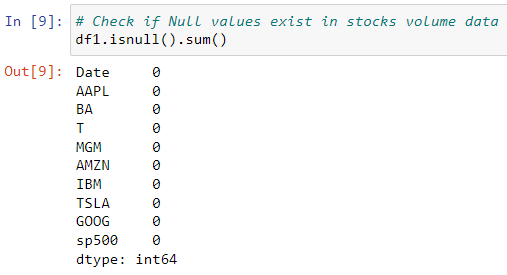 In [9]: # Check if Null values exist in stocks volume data
df1.isnull().sum()
Out[9]: Date 0
AAPL 0
BA 0
T 0
MGM 0
AMZN 0
IBM 0
TSLA 0
GOOG 0
sp500 0
dtype: int64